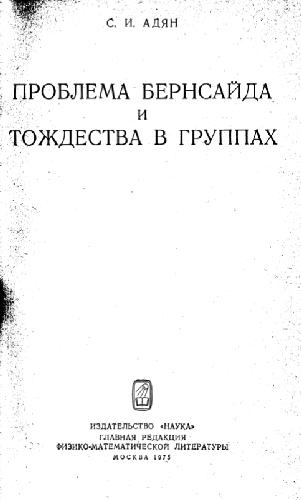 С. И. АДЯН
ПРОБЛЕМА БЕРНСАЙДА
И
ТОЖДЕСТВА В ГРУППАХ
ИЗДАТЕЛЬСТВО «НАУКА»
ГЛАВНАЯ РЕДАКЦИЯ
ФИЗИКО-МАТЕМАТИЧЕСКОЙ ЛИТЕРАТУРЫ
МОСКВА 1975